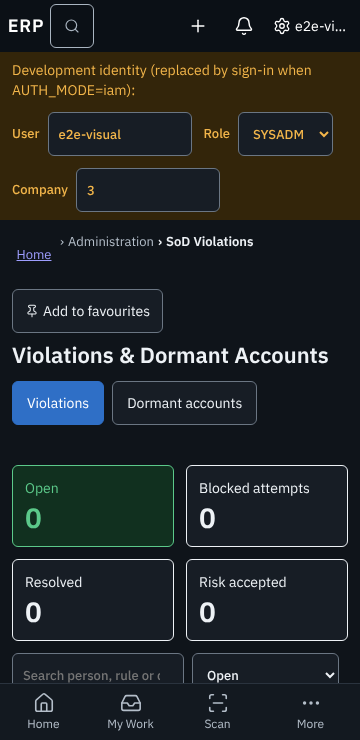 ERP
e2e-vi...
Development identity (replaced by sign-in when
AUTH_MODE=iam):
User e2e-visual Role SYSADM
Company 3
Home › Administration › SoD Violations
Add to favourites
Violations & Dormant Accounts
Violations Dormant accounts
Open Blocked attempts
0 0
Resolved Risk accepted
0 0
Search person, rule or Open
Home My Work Scan More